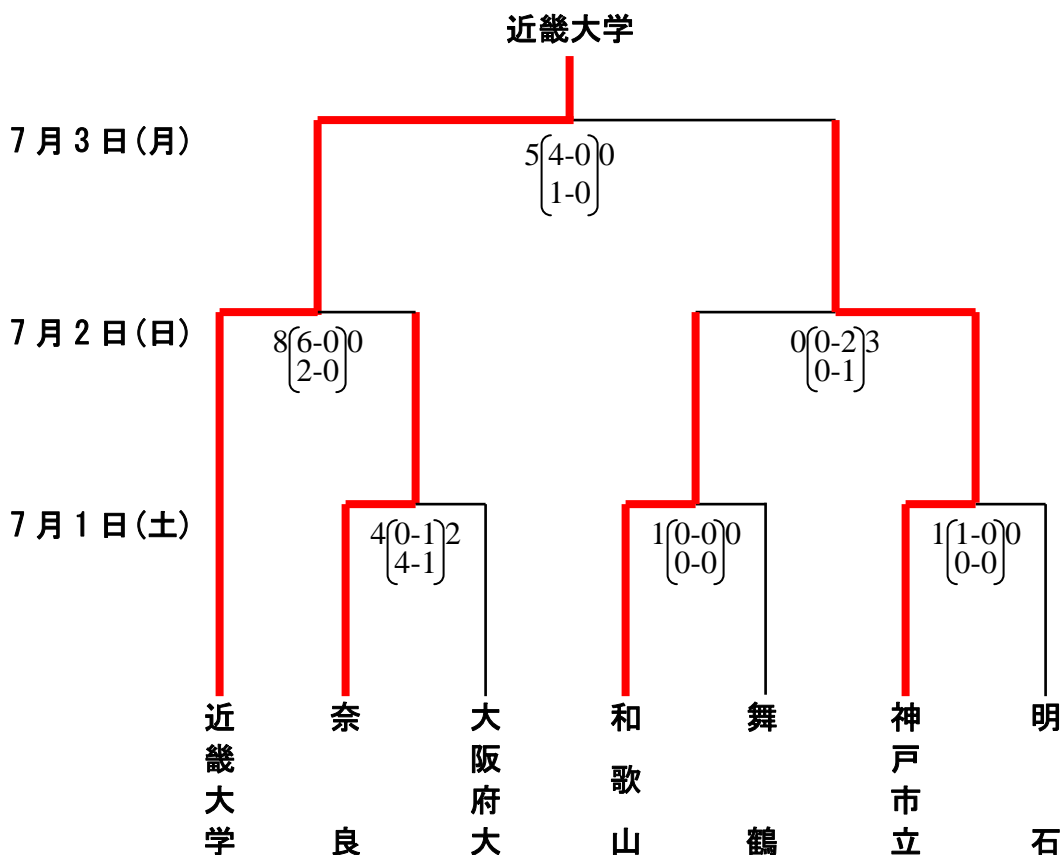 近畿大学
7月3日(月)
5(4-0)0
1-0
7月2日(日)
8(6-0)0
2-0
0(0-2)3
0-1
7月1日(土)
4(0-1)2
4-1
1(0-0)0
0-0
1(1-0)0
0-0
近畿大学
奈良
大阪府大
和歌山
舞鶴
神戸市立
明石